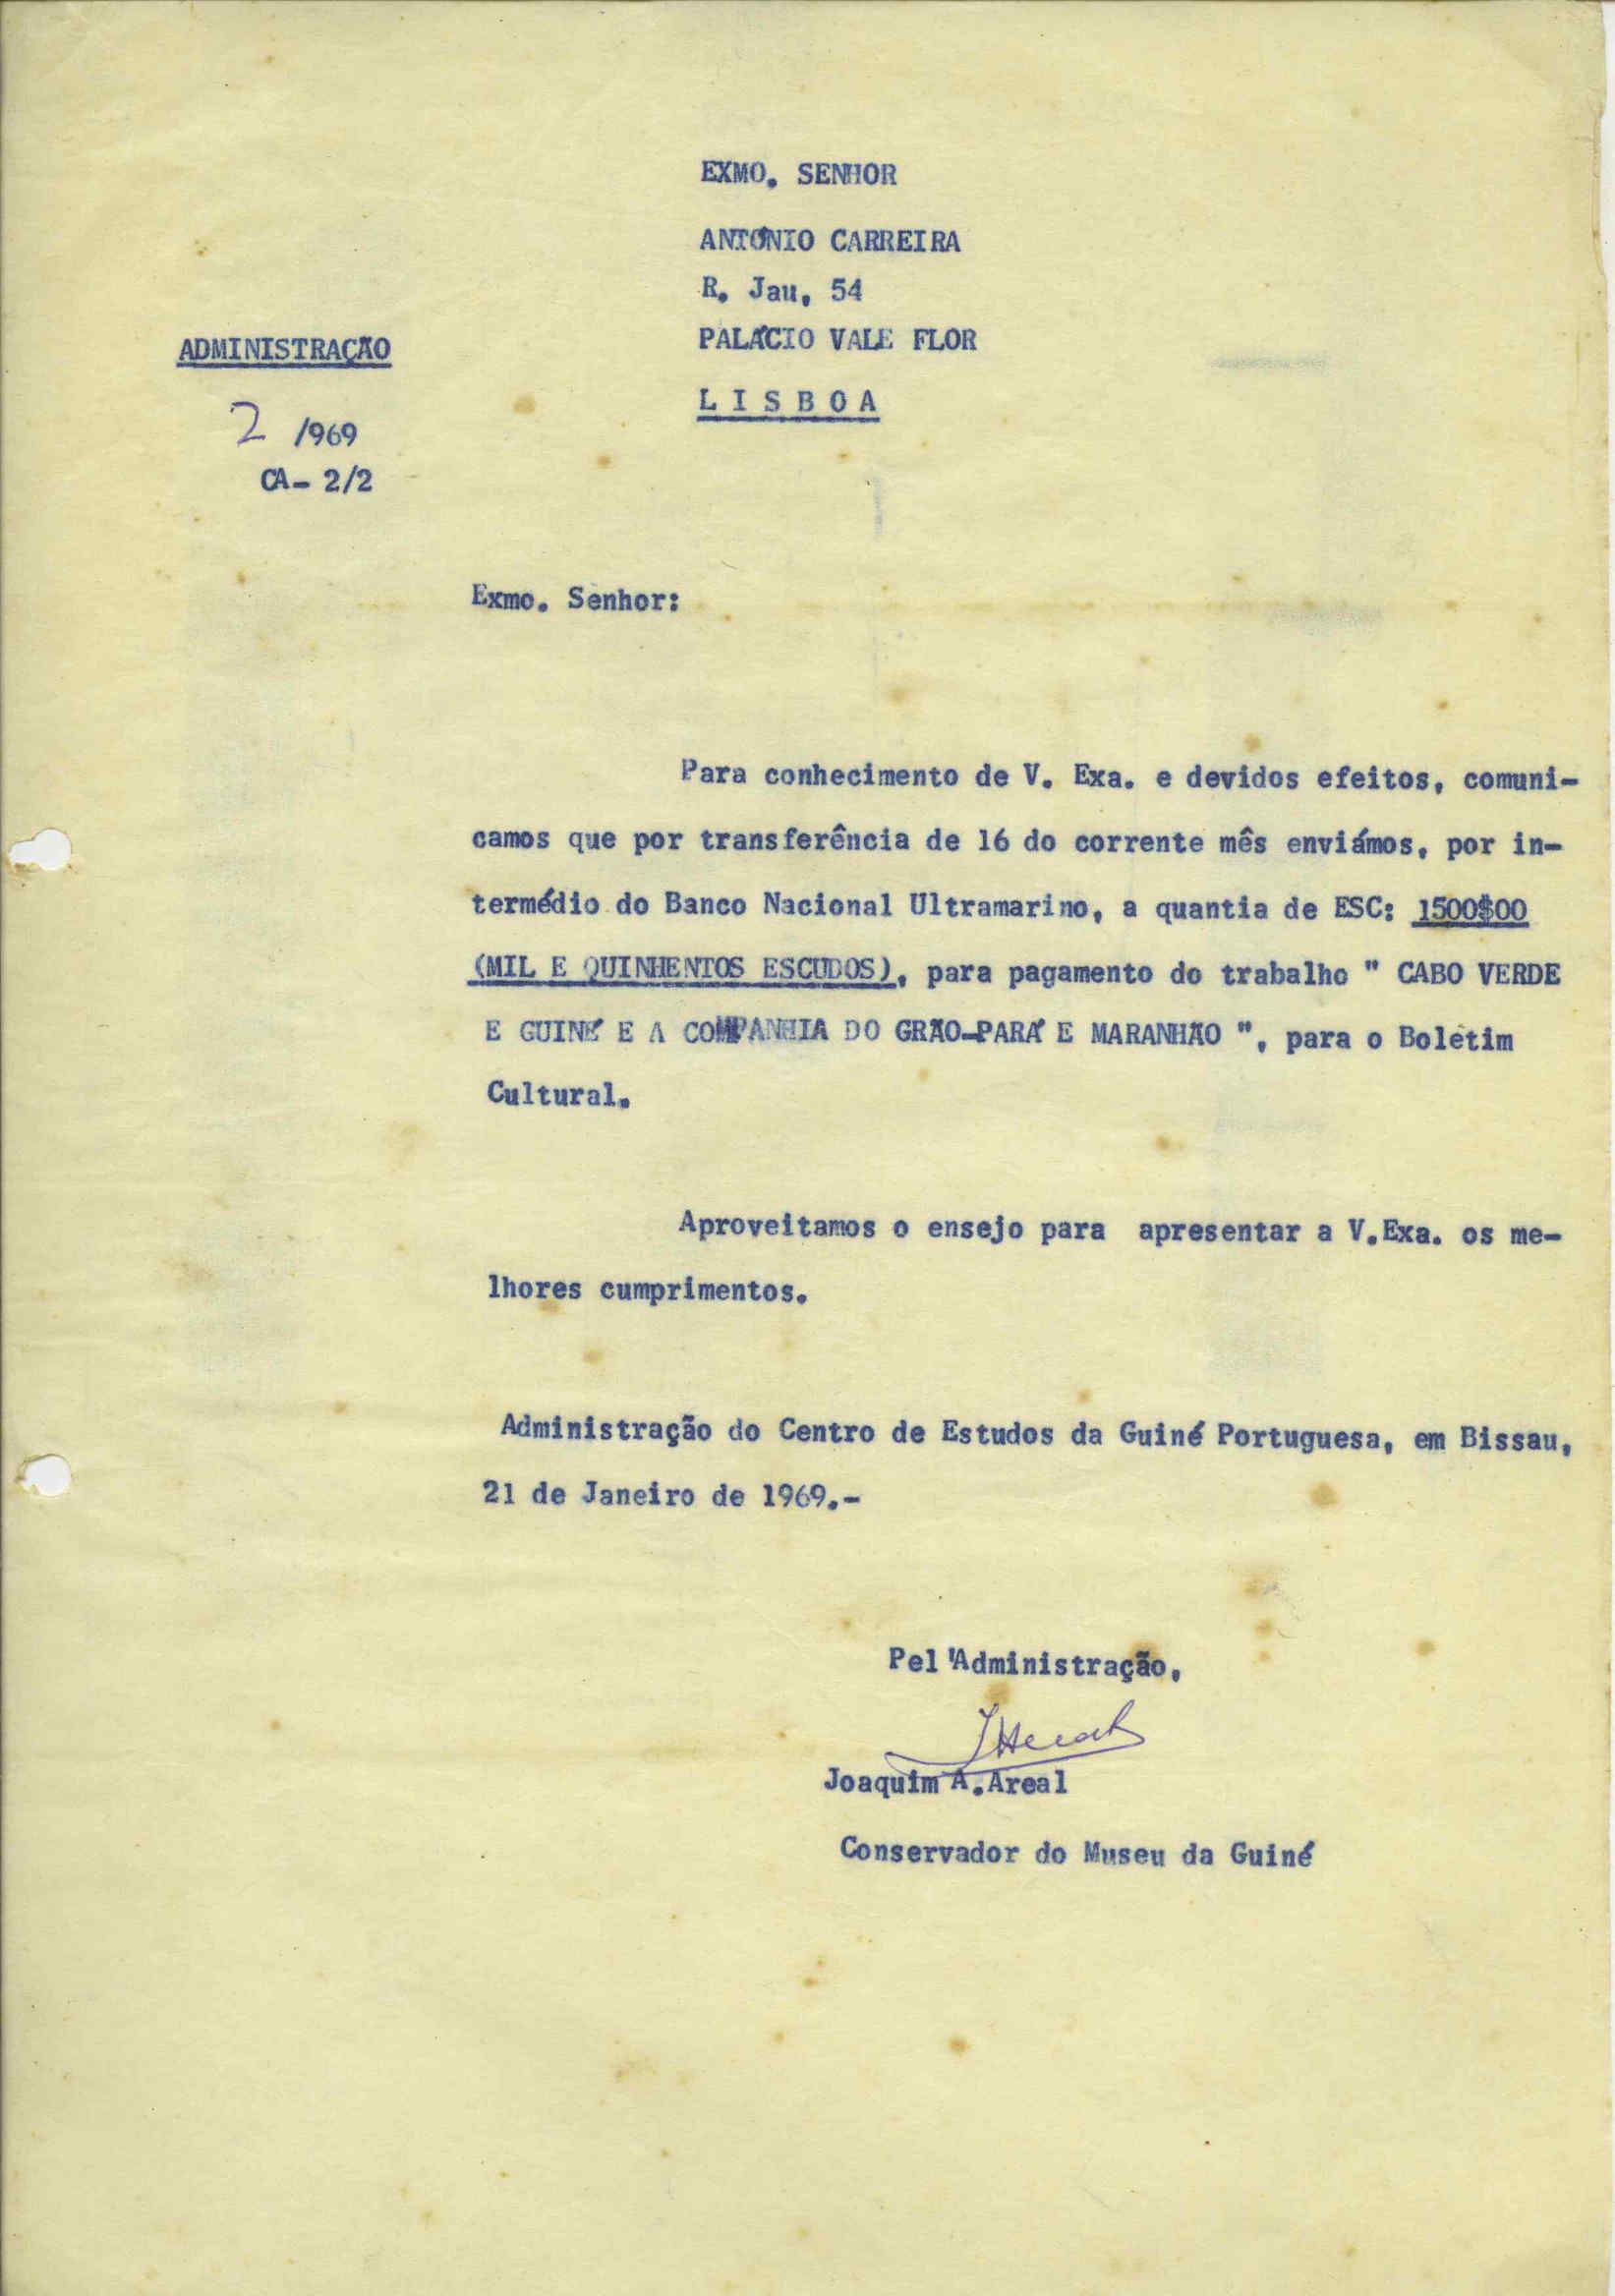 EXMO. SENHOR
ANTÓNIO CARREIRA
R. Jau, 54
PALÁCIO VALE FLOR
L I S B O A
ADMINISTRAÇÃO
2 /969
CA- 2/2
Exmo. Senhor:
Para conhecimento de V. Exa. e devidos efeitos, comuni-
camos que por transferência de 16 do corrente mês enviámos, por in-
termédio do Banco Nacional Ultramarino, a quantia de ESC: 1500$00
(MIL E QUINHENTOS ESCUDOS), para pagamento do trabalho " CABO VERDE
E GUINÉ E A COMPANHIA DO GRÃO-PARÁ E MARANHÃO ", para o Boletim
Cultural.
Aproveitamos o ensejo para apresentar a V.Exa. os me-
lhores cumprimentos.
Administração do Centro de Estudos da Guiné Portuguesa, em Bissau,
21 de Janeiro de 1969.-
Pel'Administração,
Joaquim A.Areal
Conservador do Museu da Guiné